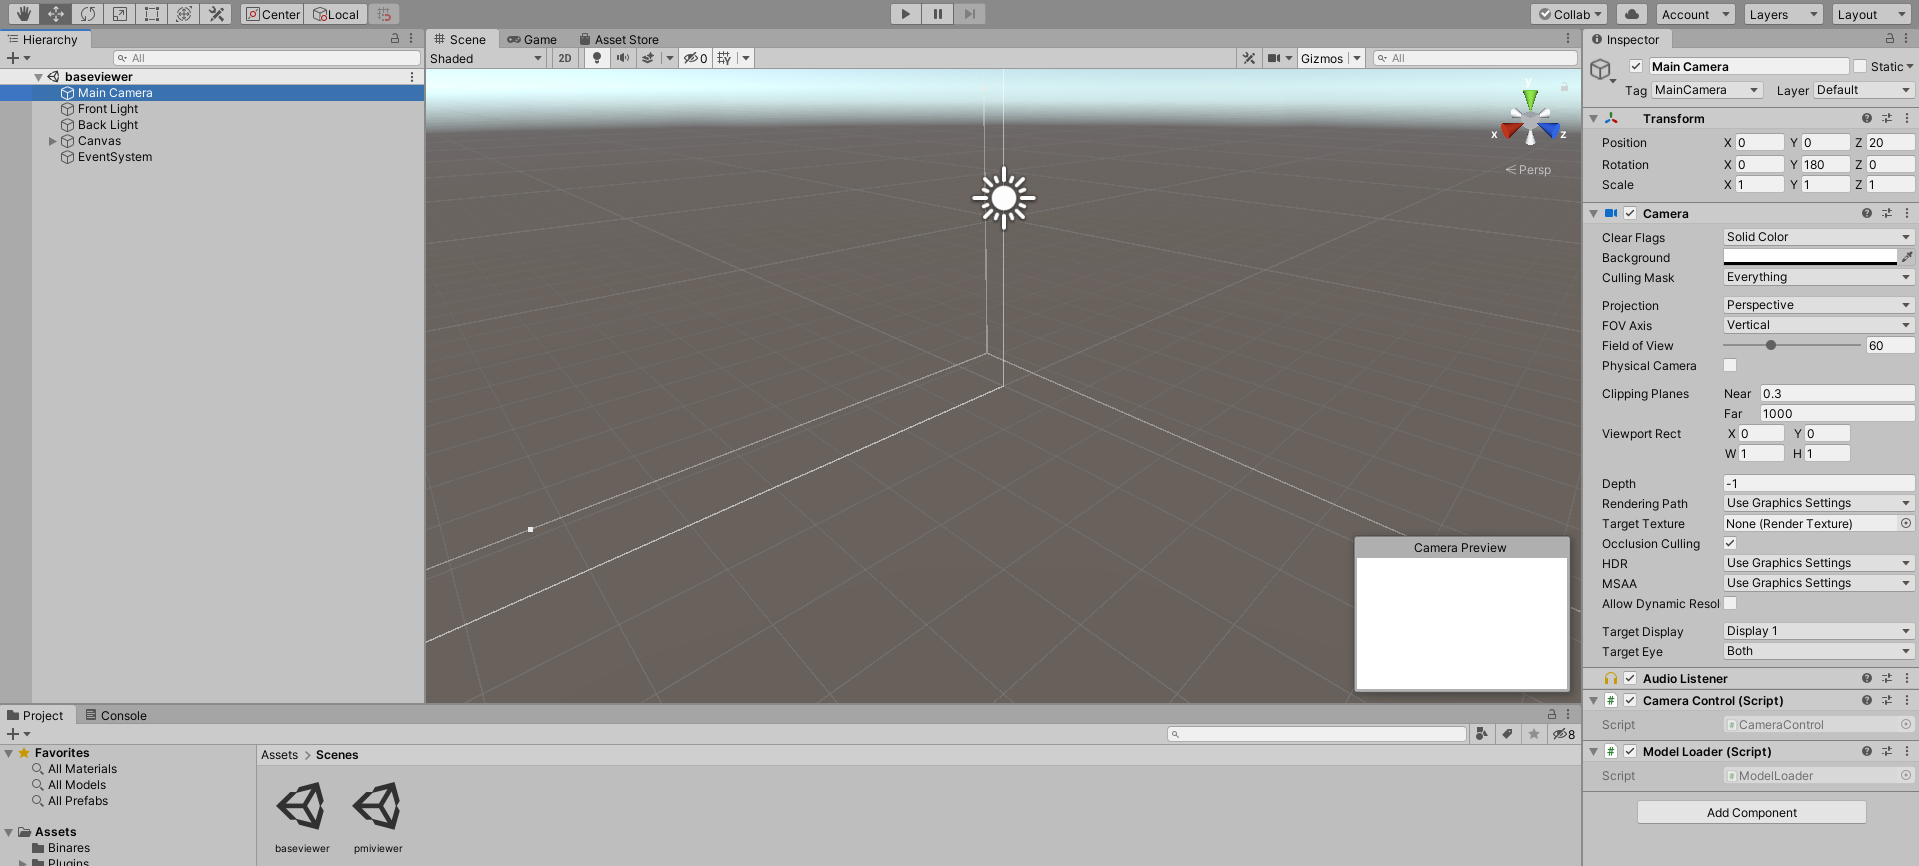 Center Local Collab Account Layers Layout
Hierarchy
All
baseviewer
Main Camera
Front Light
Back Light
Canvas
EventSystem
Scene Game Asset Store
Shaded 2D 0 Gizmos All
y
x z
Persp
Camera Preview
Inspector
Main Camera Static
Tag MainCamera Layer Default
Transform
Position X 0 Y 0 Z 20
Rotation X 0 Y 180 Z 0
Scale X 1 Y 1 Z 1
Camera
Clear Flags Solid Color
Background
Culling Mask Everything
Projection Perspective
FOV Axis Vertical
Field of View 60
Physical Camera
Clipping Planes Near 0.3
Far 1000
Viewport Rect X 0 Y 0
W 1 H 1
Depth -1
Rendering Path Use Graphics Settings
Target Texture None (Render Texture)
Occlusion Culling
HDR Use Graphics Settings
MSAA Use Graphics Settings
Allow Dynamic Resol
Target Display Display 1
Target Eye Both
Audio Listener
# Camera Control (Script)
Script CameraControl
# Model Loader (Script)
Script ModelLoader
Add Component
Project Console
8
Favorites
All Materials
All Models
All Prefabs
Assets
Binares
Plugins
Assets > Scenes
baseviewer pmiviewer